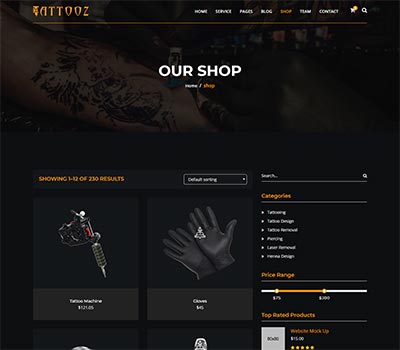 TATTOOZ
HOME SERVICE PAGES BLOG SHOP TEAM CONTACT
OUR SHOP
Home / shop
SHOWING 1–12 OF 230 RESULTS
Default sorting
Search...
Categories
Tattooing
Tattoo Design
Tattoo Removal
Piercing
Laser Removal
Henna Design
Price Range
$75 $300
Tattoo Machine
$121.05
Gloves
$45
Top Rated Products
80x80
Website Mock Up
$15.00